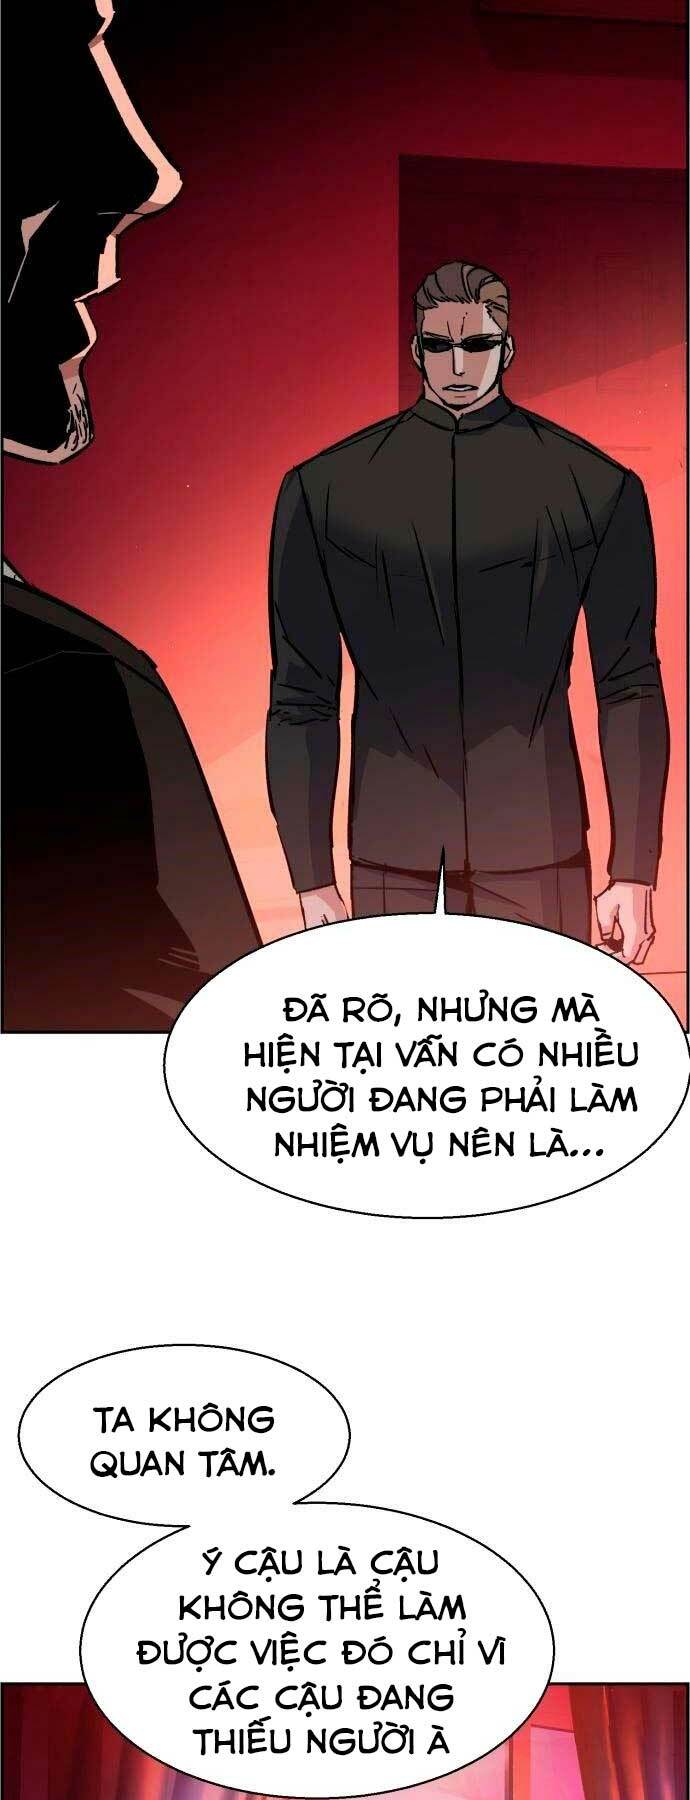 ĐÃ RÕ, NHƯNG MÀ
HIỆN TẠI VẪN CÓ NHIỀU
NGƯỜI ĐANG PHẢI LÀM
NHIỆM VỤ NÊN LÀ...
TA KHÔNG
QUAN TÂM.
Ý CẬU LÀ CẬU
KHÔNG THỂ LÀM
ĐƯỢC VIỆC ĐÓ CHỈ VÌ
CÁC CẬU ĐANG
THIẾU NGƯỜI À